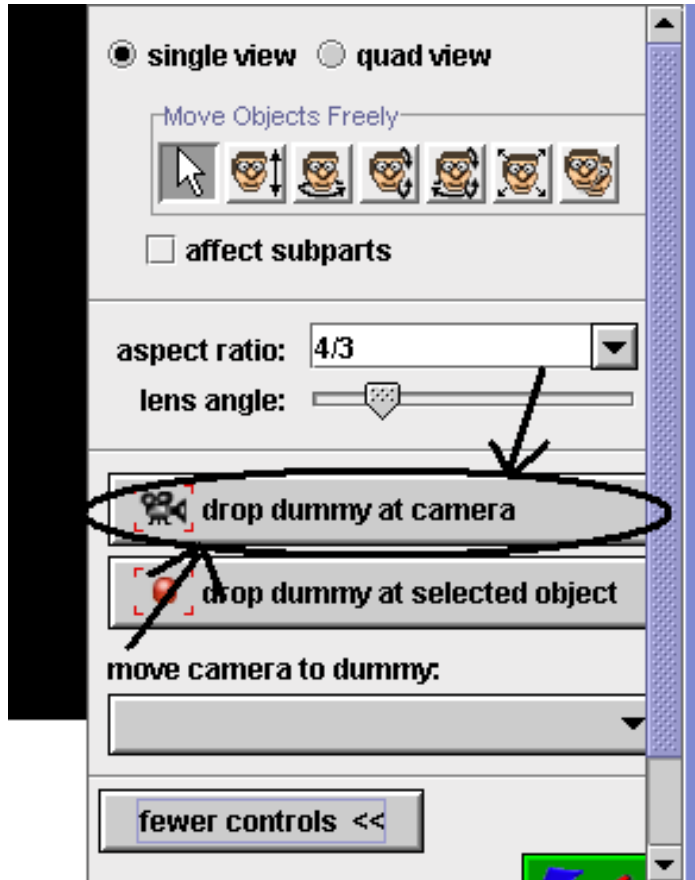 single view quad view
Move Objects Freely
affect subparts
aspect ratio: 4/3
lens angle:
drop dummy at camera
drop dummy at selected object
move camera to dummy:
fewer controls <<